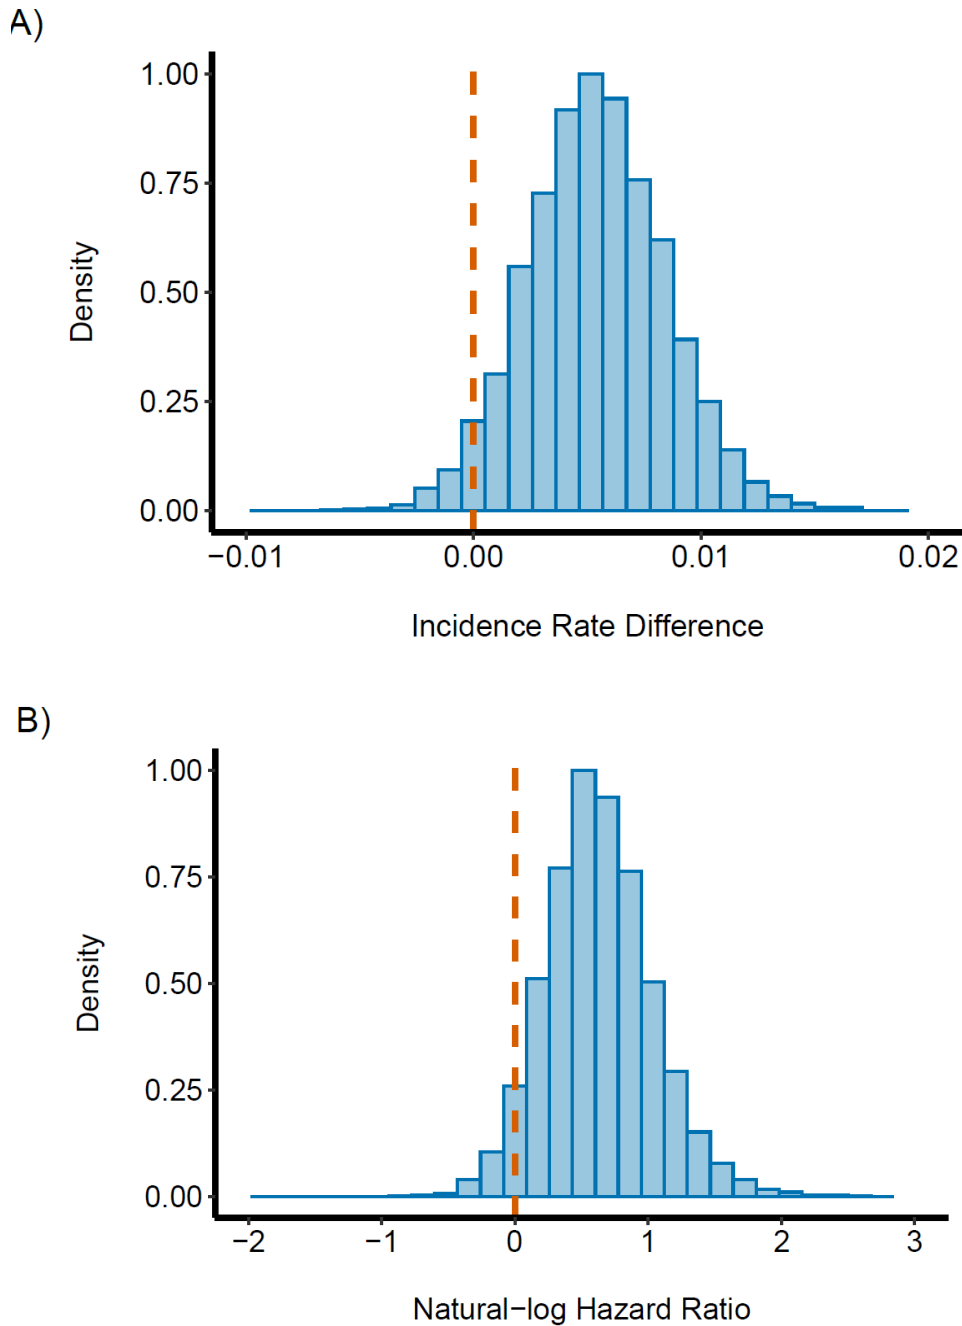 A)
1.00
0.75
0.50
0.25
0.00
Density
−0.01 0.00 0.01 0.02
Incidence Rate Difference
B)
1.00
0.75
0.50
0.25
0.00
Density
−2 −1 0 1 2 3
Natural−log Hazard Ratio